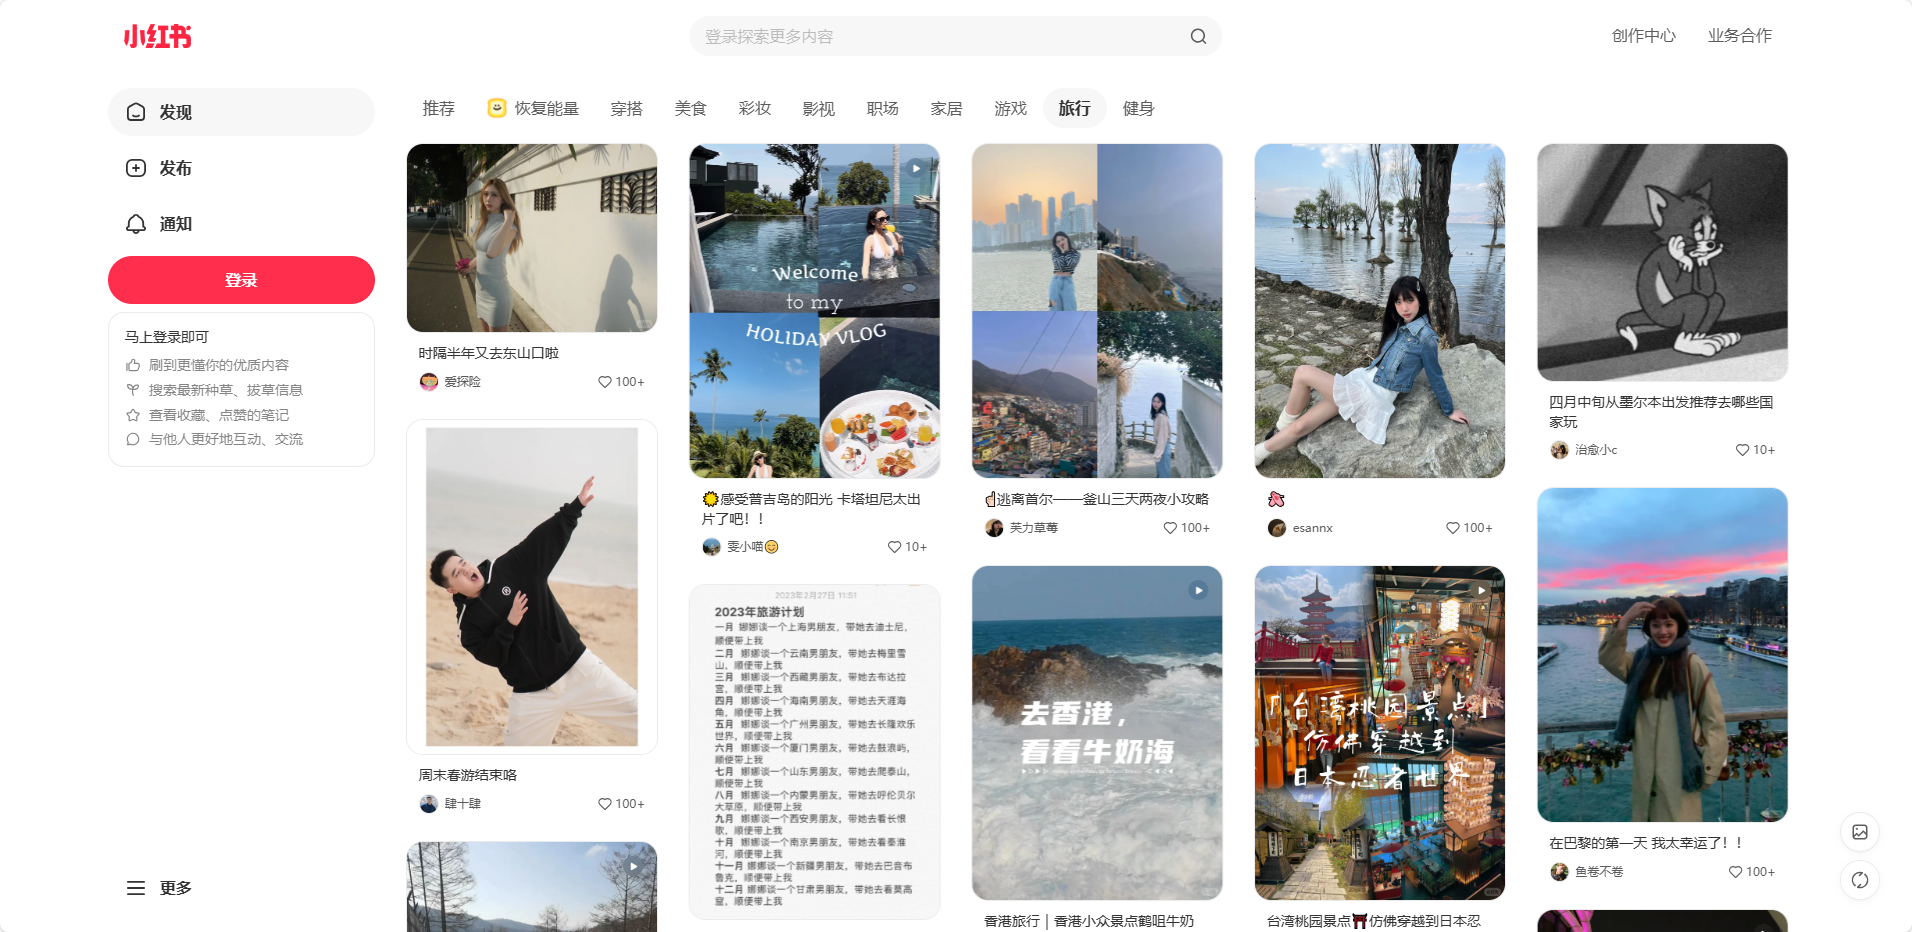 小红书
登录探索更多内容
创作中心
业务合作
发现
发布
通知
登录
马上登录即可
刷到更懂你的优质内容
搜索最新种草、拔草信息
查看收藏、点赞的笔记
与他人更好地互动、交流
更多
推荐
恢复能量
穿搭
美食
彩妆
影视
职场
家居
游戏
旅行
健身
时隔半年又去东山口啦
爱探险
100+
周末春游结束咯
肆十肆
100+
Welcome
to my
HOLIDAY VLOG
感受普吉岛的阳光 卡塔坦尼太出
片了吧！！
雯小喵😊
10+
2023年2月27日 11:51
2023年旅游计划
一月 娜娜谈一个上海男朋友，带她去迪士尼，
顺便带上我
二月 娜娜谈一个云南男朋友，带她去梅里雪
山，顺便带上我
三月 娜娜谈一个西藏男朋友，带她去布达拉
宫，顺便带上我
四月 娜娜谈一个海南男朋友，带她去天涯海
角，顺便带上我
五月 娜娜谈一个广州男朋友，带她去长隆欢乐
世界，顺便带上我
六月 娜娜谈一个厦门男朋友，带她去鼓浪屿，
顺便带上我
七月 娜娜谈一个山东男朋友，带她去爬泰山，
顺便带上我
八月 娜娜谈一个内蒙男朋友，带她去呼伦贝尔
大草原，顺便带上我
九月 娜娜谈一个西安男朋友，带她去看长恨
歌，顺便带上我
十月 娜娜谈一个南京男朋友，带她去看秦淮
河，顺便带上我
十一月 娜娜谈一个新疆男朋友，带她去巴音布
鲁克，顺便带上我
十二月 娜娜谈一个甘肃男朋友，带她去看莫高
窟，顺便带上我
☝🏻逃离首尔——釜山三天两夜小攻略
芙力草莓
100+
去香港，
看看牛奶海
香港旅行｜香港小众景点鹤咀牛奶
esannx
100+
「台湾桃园景点」
仿佛穿越到
日本忍者世界
台湾桃园景点⛩️仿佛穿越到日本忍
四月中旬从墨尔本出发推荐去哪些国
家玩
治愈小c
10+
在巴黎的第一天 我太幸运了！！
鱼卷不卷
100+